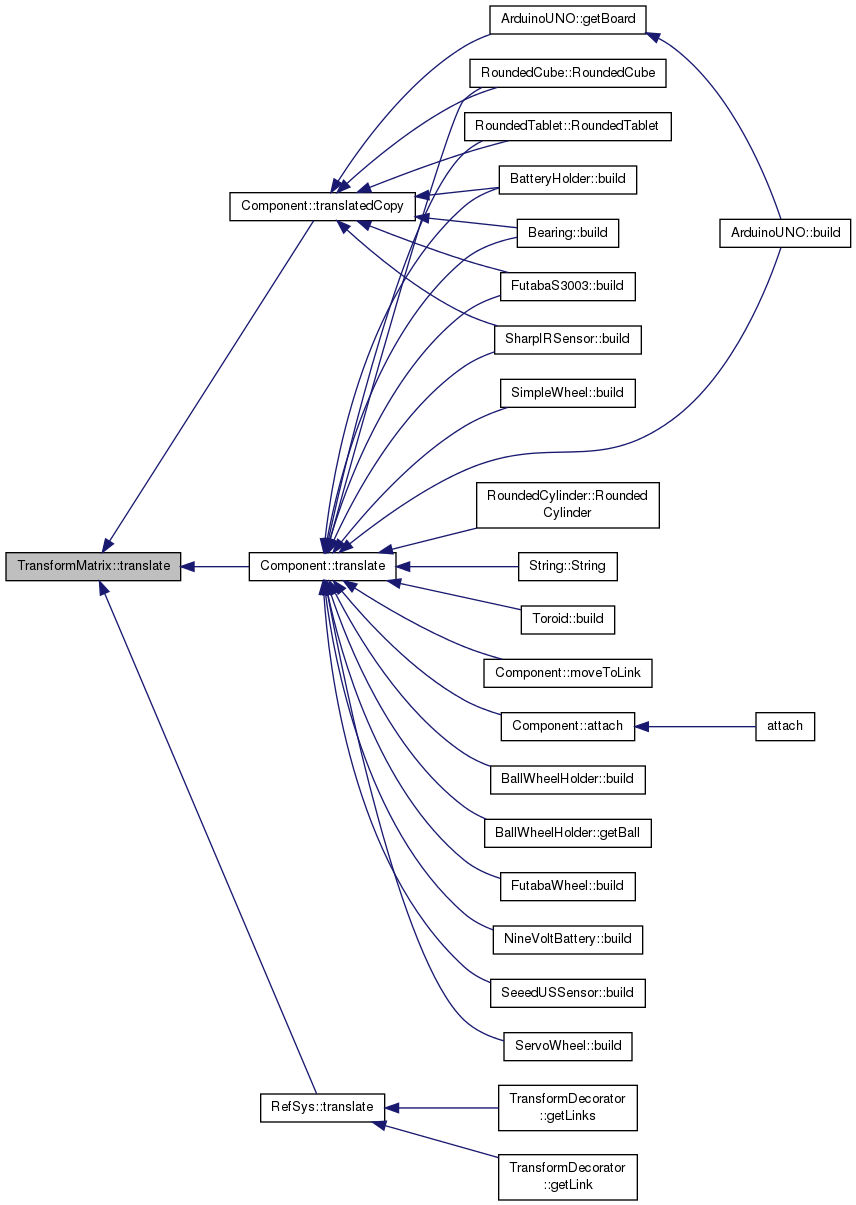 ArduinoUNO::getBoard
RoundedCube::RoundedCube
RoundedTablet::RoundedTablet
BatteryHolder::build
Component::translatedCopy
Bearing::build
ArduinoUNO::build
FutabaS3003::build
SharpIRSensor::build
SimpleWheel::build
RoundedCylinder::Rounded
Cylinder
TransformMatrix::translate
Component::translate
String::String
Toroid::build
Component::moveToLink
Component::attach
attach
BallWheelHolder::build
BallWheelHolder::getBall
FutabaWheel::build
NineVoltBattery::build
SeeedUSSensor::build
ServoWheel::build
RefSys::translate
TransformDecorator
::getLinks
TransformDecorator
::getLink